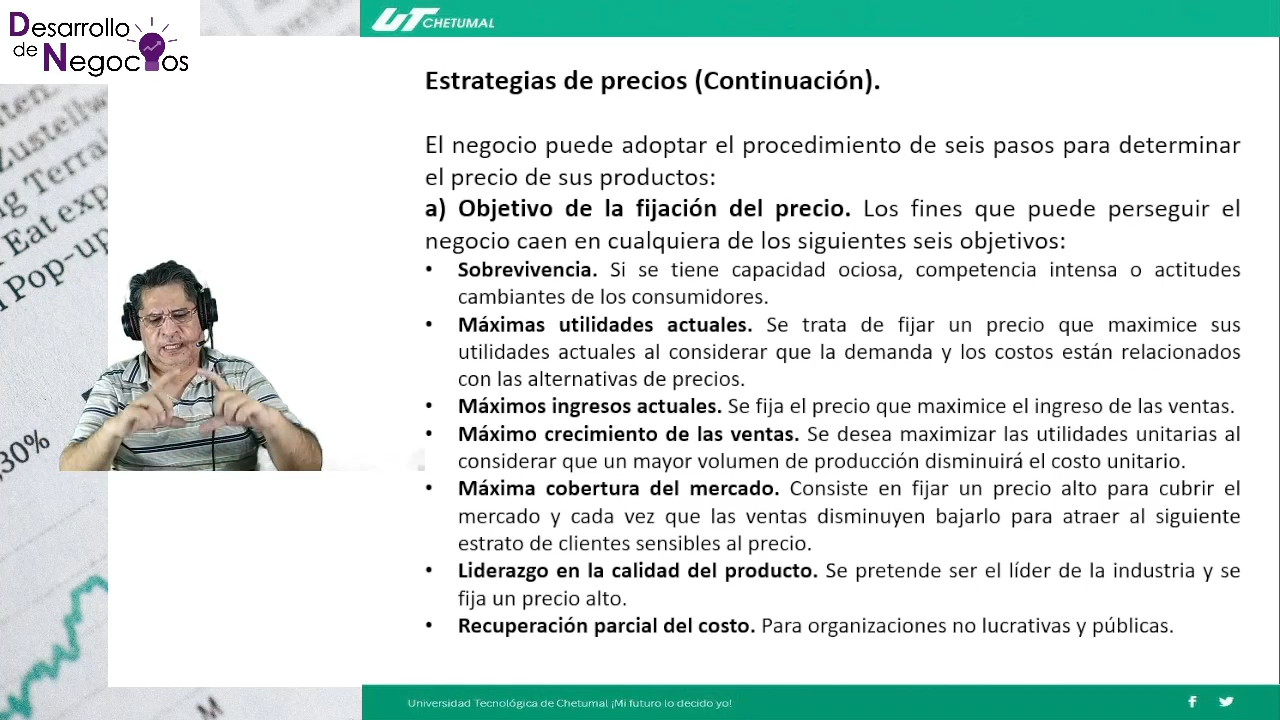 Desarrollo
de
Negocios
UT CHETUMAL
Estrategias de precios (Continuación).
El negocio puede adoptar el procedimiento de seis pasos para determinar
el precio de sus productos:
a) Objetivo de la fijación del precio. Los fines que puede perseguir el
negocio caen en cualquiera de los siguientes seis objetivos:
• Sobrevivencia. Si se tiene capacidad ociosa, competencia intensa o actitudes
cambiantes de los consumidores.
• Máximas utilidades actuales. Se trata de fijar un precio que maximice sus
utilidades actuales al considerar que la demanda y los costos están relacionados
con las alternativas de precios.
• Máximos ingresos actuales. Se fija el precio que maximice el ingreso de las ventas.
• Máximo crecimiento de las ventas. Se desea maximizar las utilidades unitarias al
considerar que un mayor volumen de producción disminuirá el costo unitario.
• Máxima cobertura del mercado. Consiste en fijar un precio alto para cubrir el
mercado y cada vez que las ventas disminuyen bajarlo para atraer al siguiente
estrato de clientes sensibles al precio.
• Liderazgo en la calidad del producto. Se pretende ser el líder de la industria y se
fija un precio alto.
• Recuperación parcial del costo. Para organizaciones no lucrativas y públicas.
Eat exp
Pop-up
,30%
M
Universidad Tecnológica de Chetumal ¡Mi futuro lo decido yo!